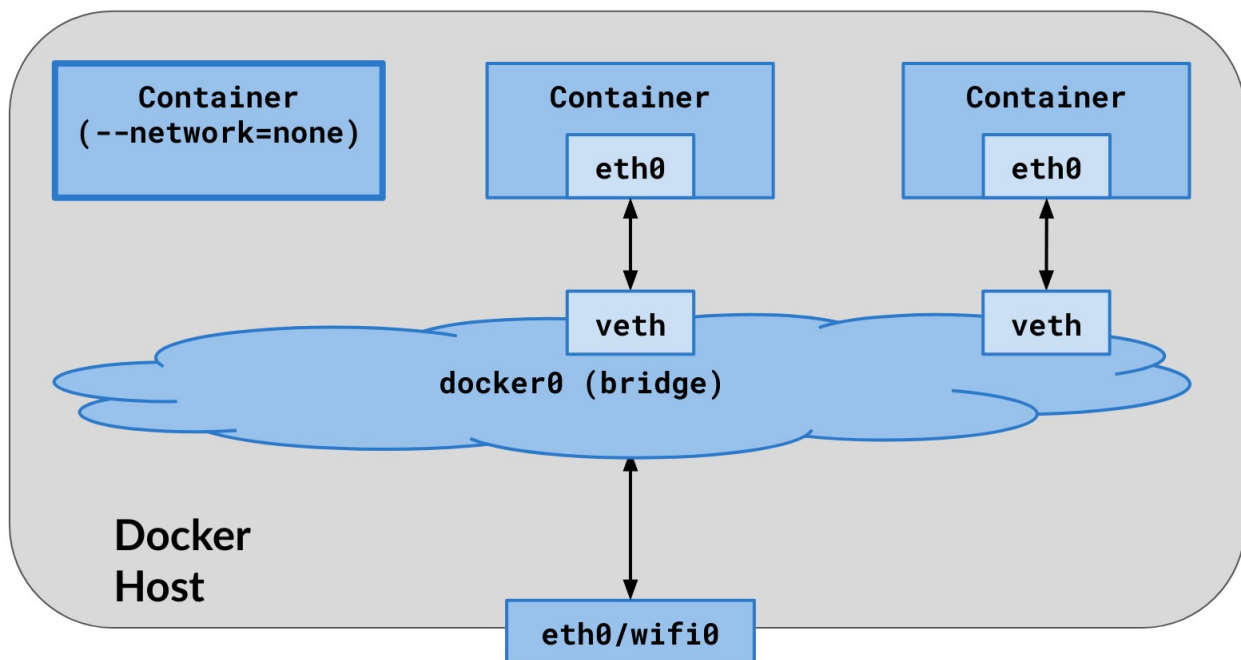 Container
(--network=none)
Container
eth0
Container
eth0
veth
veth
docker0 (bridge)
Docker
Host
eth0/wifi0